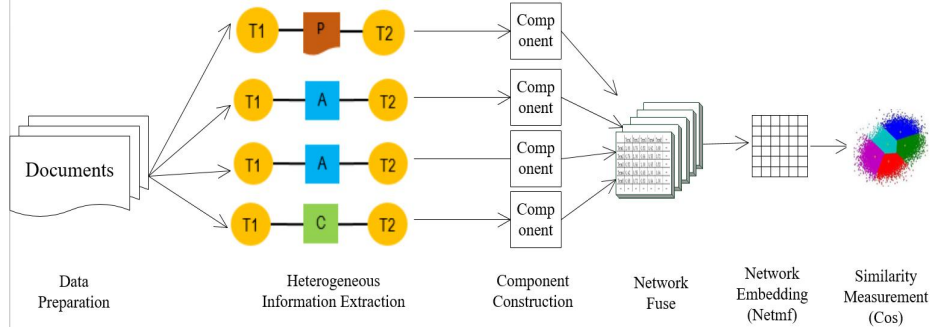 T1 P T2
Comp
onent
T1 A T2
Comp
onent
Documents
T1 A T2
Comp
onent
T1 C T2
Comp
onent
Data
Preparation
Heterogeneous
Information Extraction
Component
Construction
Network
Fuse
Network
Embedding
(Netmf)
Similarity
Measurement
(Cos)